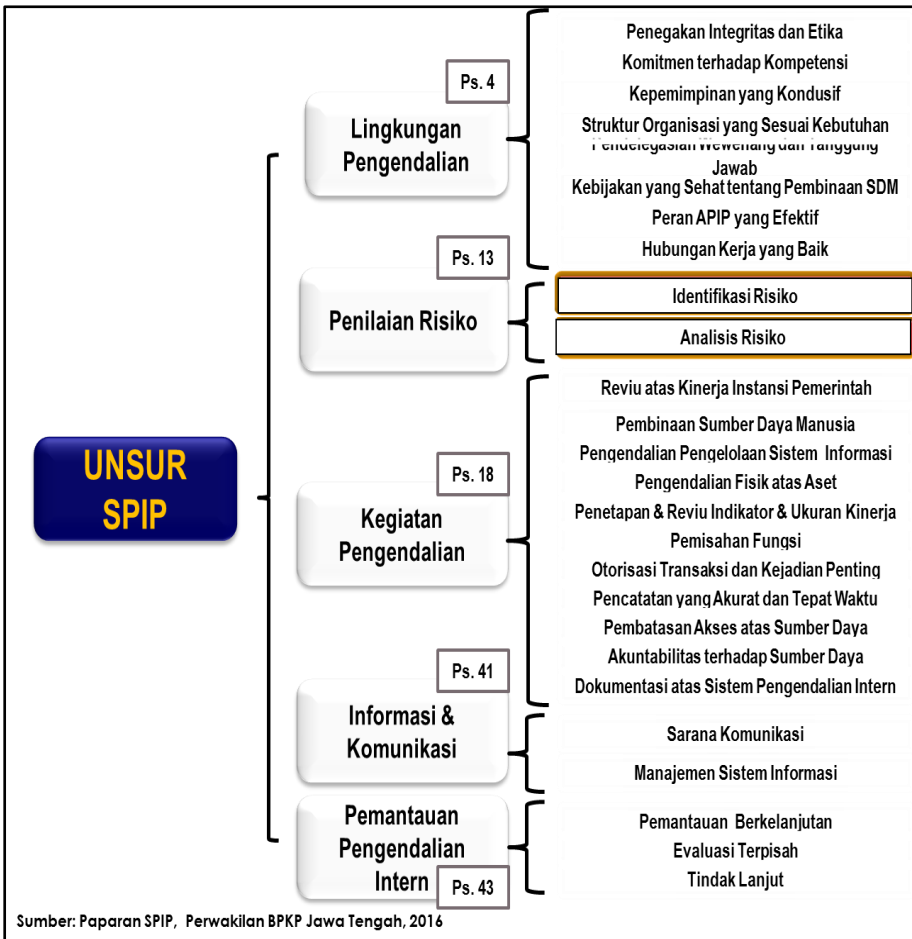 Penegakan Integritas dan Etika
Komitmen terhadap Kompetensi
Kepemimpinan yang Kondusif
Struktur Organisasi yang Sesuai Kebutuhan
Pendelegasian Wewenang dan Tanggung
Jawab
Kebijakan yang Sehat tentang Pembinaan SDM
Peran APIP yang Efektif
Hubungan Kerja yang Baik
Ps. 4
Lingkungan
Pengendalian
Ps. 13
Penilaian Risiko
Identifikasi Risiko
Analisis Risiko
UNSUR
SPIP
Ps. 18
Kegiatan
Pengendalian
Reviu atas Kinerja Instansi Pemerintah
Pembinaan Sumber Daya Manusia
Pengendalian Pengelolaan Sistem Informasi
Pengendalian Fisik atas Aset
Penetapan & Reviu Indikator & Ukuran Kinerja
Pemisahan Fungsi
Otorisasi Transaksi dan Kejadian Penting
Pencatatan yang Akurat dan Tepat Waktu
Pembatasan Akses atas Sumber Daya
Akuntabilitas terhadap Sumber Daya
Dokumentasi atas Sistem Pengendalian Intern
Ps. 41
Informasi &
Komunikasi
Sarana Komunikasi
Manajemen Sistem Informasi
Pemantauan
Pengendalian
Intern
Ps. 43
Pemantauan Berkelanjutan
Evaluasi Terpisah
Tindak Lanjut
Sumber: Paparan SPIP, Perwakilan BPKP Jawa Tengah, 2016